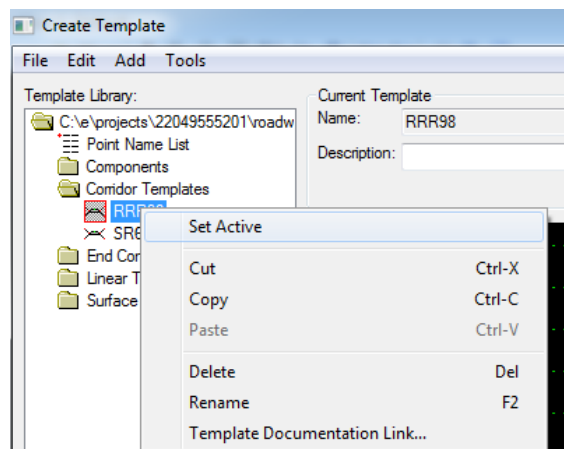 Create Template
File Edit Add Tools
Template Library:
C:\e\projects\22049555201\roadw
Point Name List
Components
Corridor Templates
End Cor
Linear T
Surface
Current Template
Name: RRR98
Description:
Set Active
Cut Ctrl-X
Copy Ctrl-C
Paste Ctrl-V
Delete Del
Rename F2
Template Documentation Link...